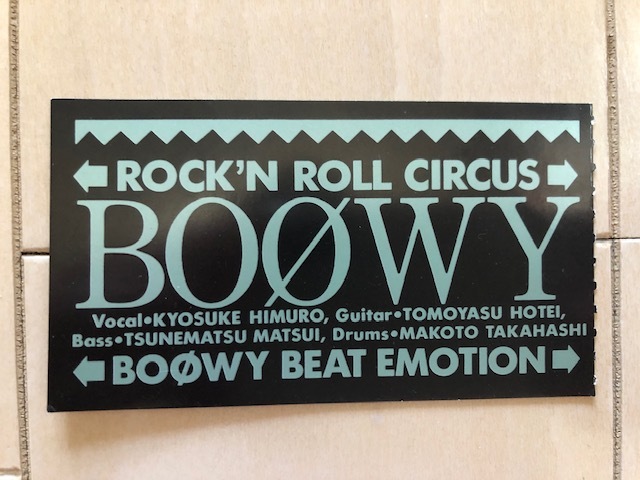 ROCK'N ROLL CIRCUS
BOØWY
Vocal•KYOSUKE HIMURO, Guitar•TOMOYASU HOTEI,
Bass•TSUNEMATSU MATSUI, Drums•MAKOTO TAKAHASHI
BOØWY BEAT EMOTION